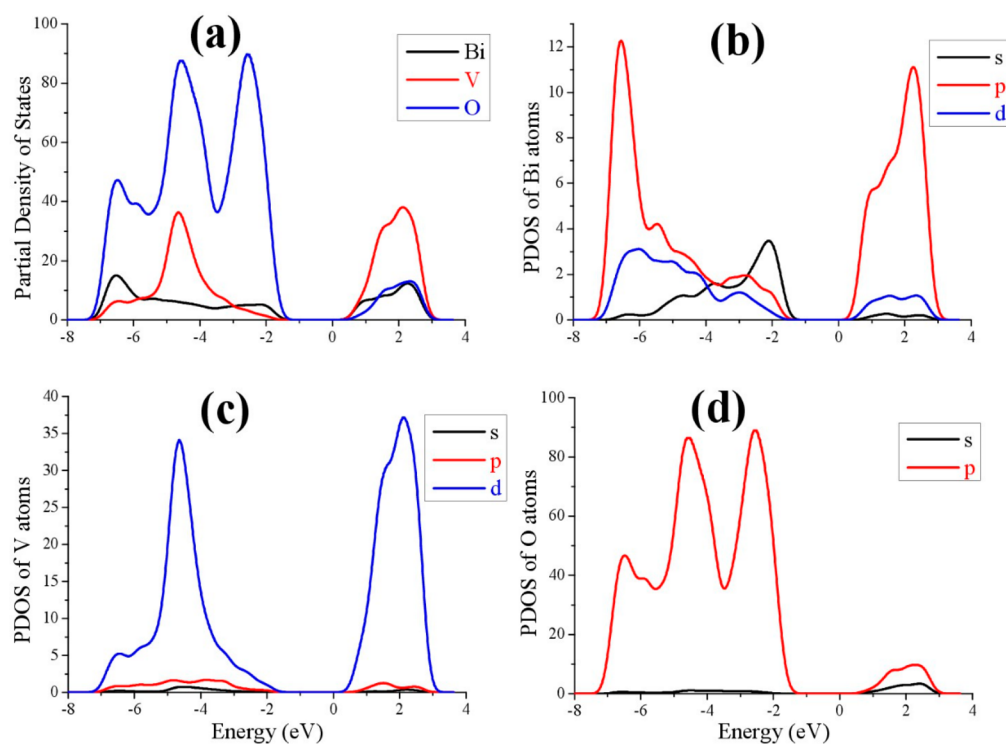 (a)
Bi
V
O
Partial Density of States
100
80
60
40
20
0
-8 -6 -4 -2 0 2 4
Energy (eV)
(b)
s
p
d
PDOS of Bi atoms
12
10
8
6
4
2
0
-8 -6 -4 -2 0 2 4
(c)
s
p
d
PDOS of V atoms
40
35
30
25
20
15
10
5
0
-8 -6 -4 -2 0 2 4
Energy (eV)
(d)
s
p
PDOS of O atoms
100
80
60
40
20
0
-8 -6 -4 -2 0 2 4
Energy (eV)